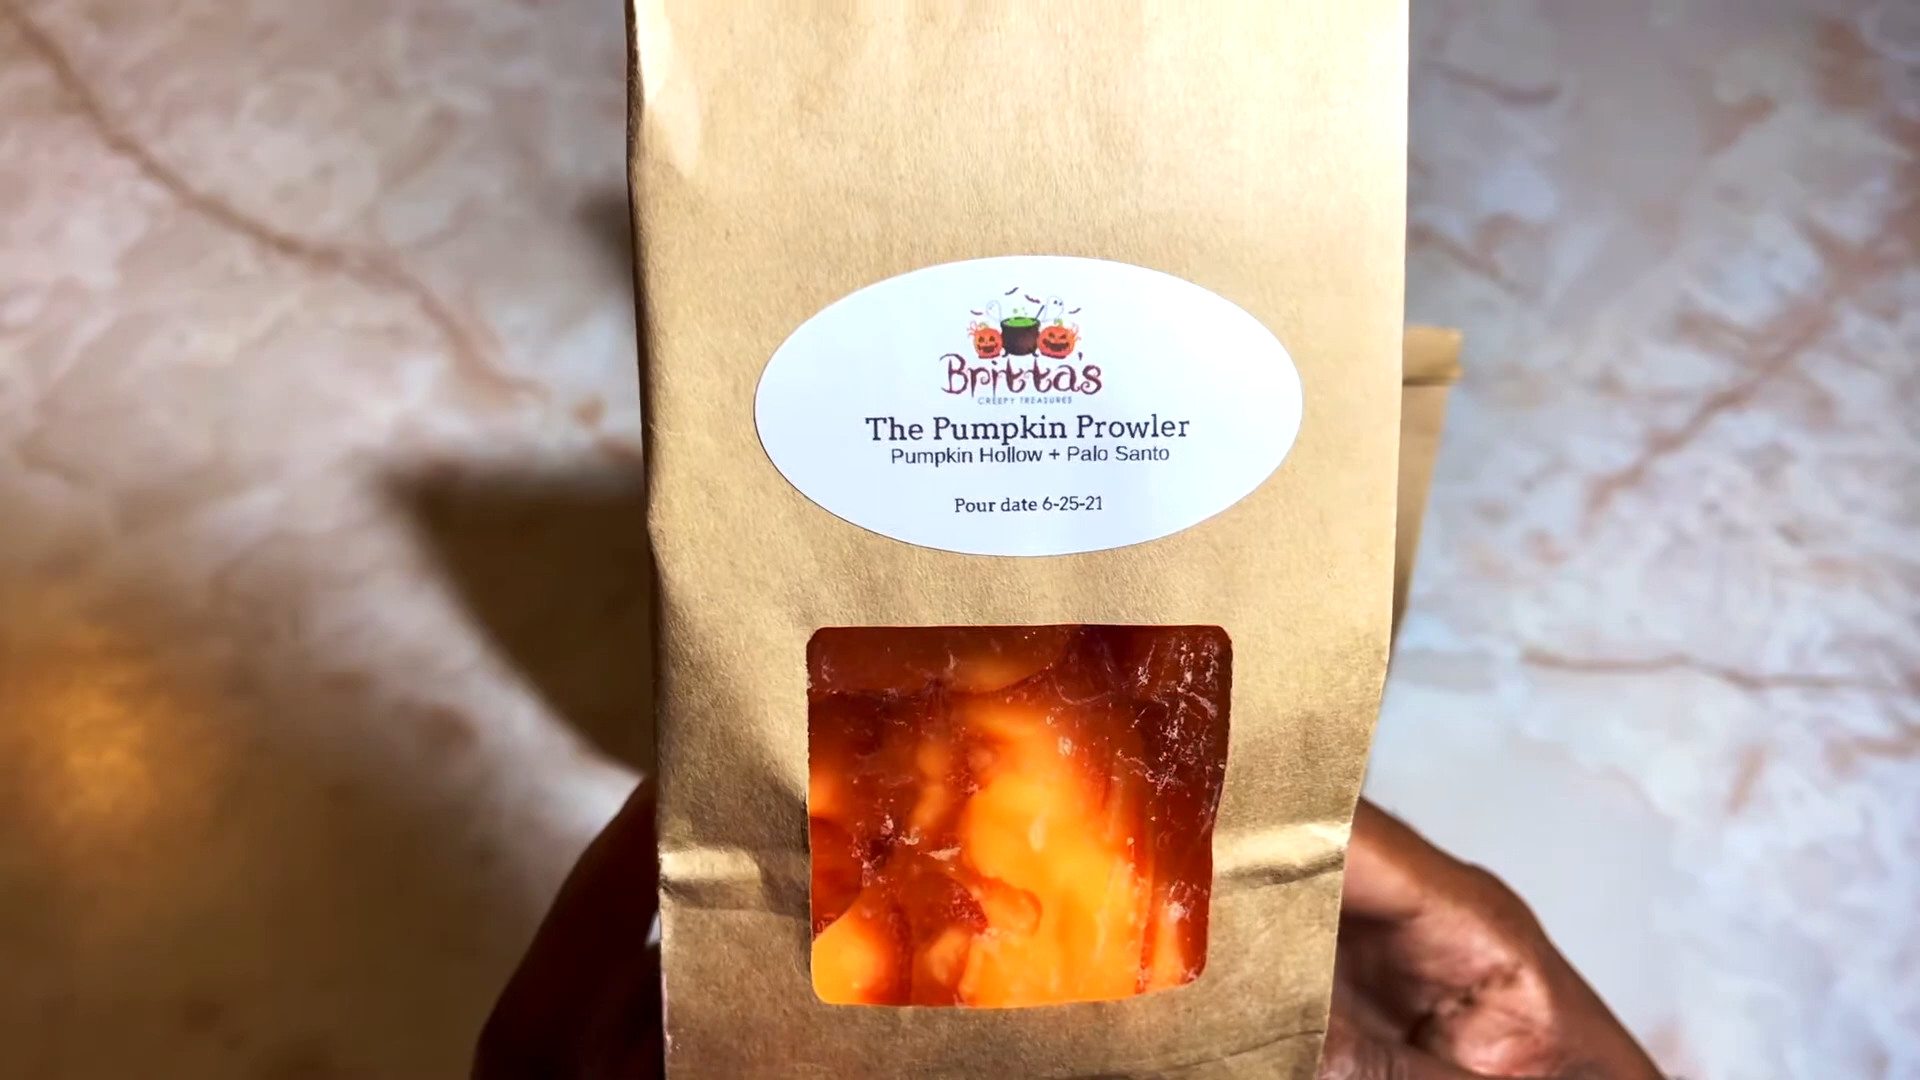 Britta's
CREEPY TREASURES
The Pumpkin Prowler
Pumpkin Hollow + Palo Santo
Pour date 6-25-21